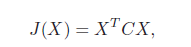 J(X) = X^T CX,